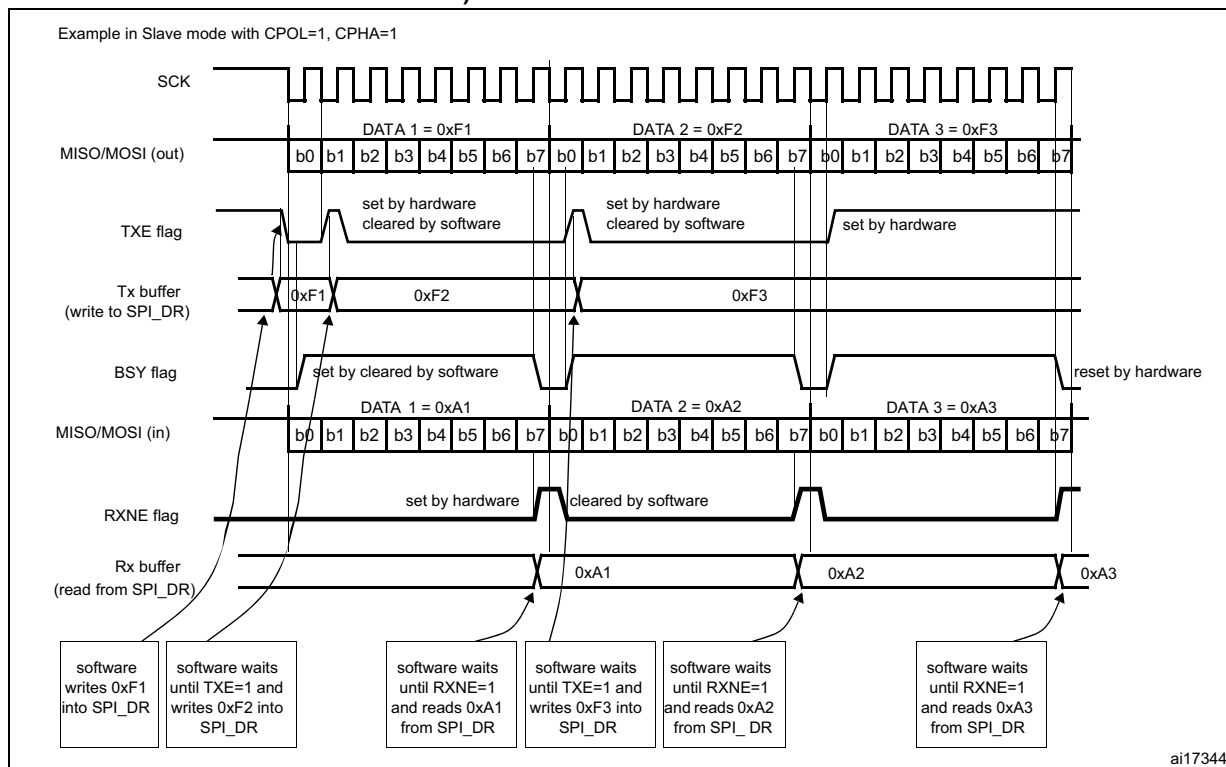 Example in Slave mode with CPOL=1, CPHA=1
SCK
DATA 1 = 0xF1
DATA 2 = 0xF2
DATA 3 = 0xF3
MISO/MOSI (out)
b0 b1 b2 b3 b4 b5 b6 b7 b0 b1 b2 b3 b4 b5 b6 b7 b0 b1 b2 b3 b4 b5 b6 b7
TXE flag
set by hardware
cleared by software
set by hardware
cleared by software
set by hardware
Tx buffer
(write to SPI_DR)
0xF1
0xF2
0xF3
BSY flag
set by cleared by software
reset by hardware
DATA 1 = 0xA1
DATA 2 = 0xA2
DATA 3 = 0xA3
MISO/MOSI (in)
b0 b1 b2 b3 b4 b5 b6 b7 b0 b1 b2 b3 b4 b5 b6 b7 b0 b1 b2 b3 b4 b5 b6 b7
RXNE flag
set by hardware
cleared by software
Rx buffer
(read from SPI_DR)
0xA1
0xA2
0xA3
software
writes 0xF1
into SPI_DR
software waits
until TXE=1 and
writes 0xF2 into
SPI_DR
software waits
until RXNE=1
and reads 0xA1
from SPI_DR
software waits
until TXE=1 and
writes 0xF3 into
SPI_DR
software waits
until RXNE=1
and reads 0xA2
from SPI_ DR
software waits
until RXNE=1
and reads 0xA3
from SPI_DR
ai17344